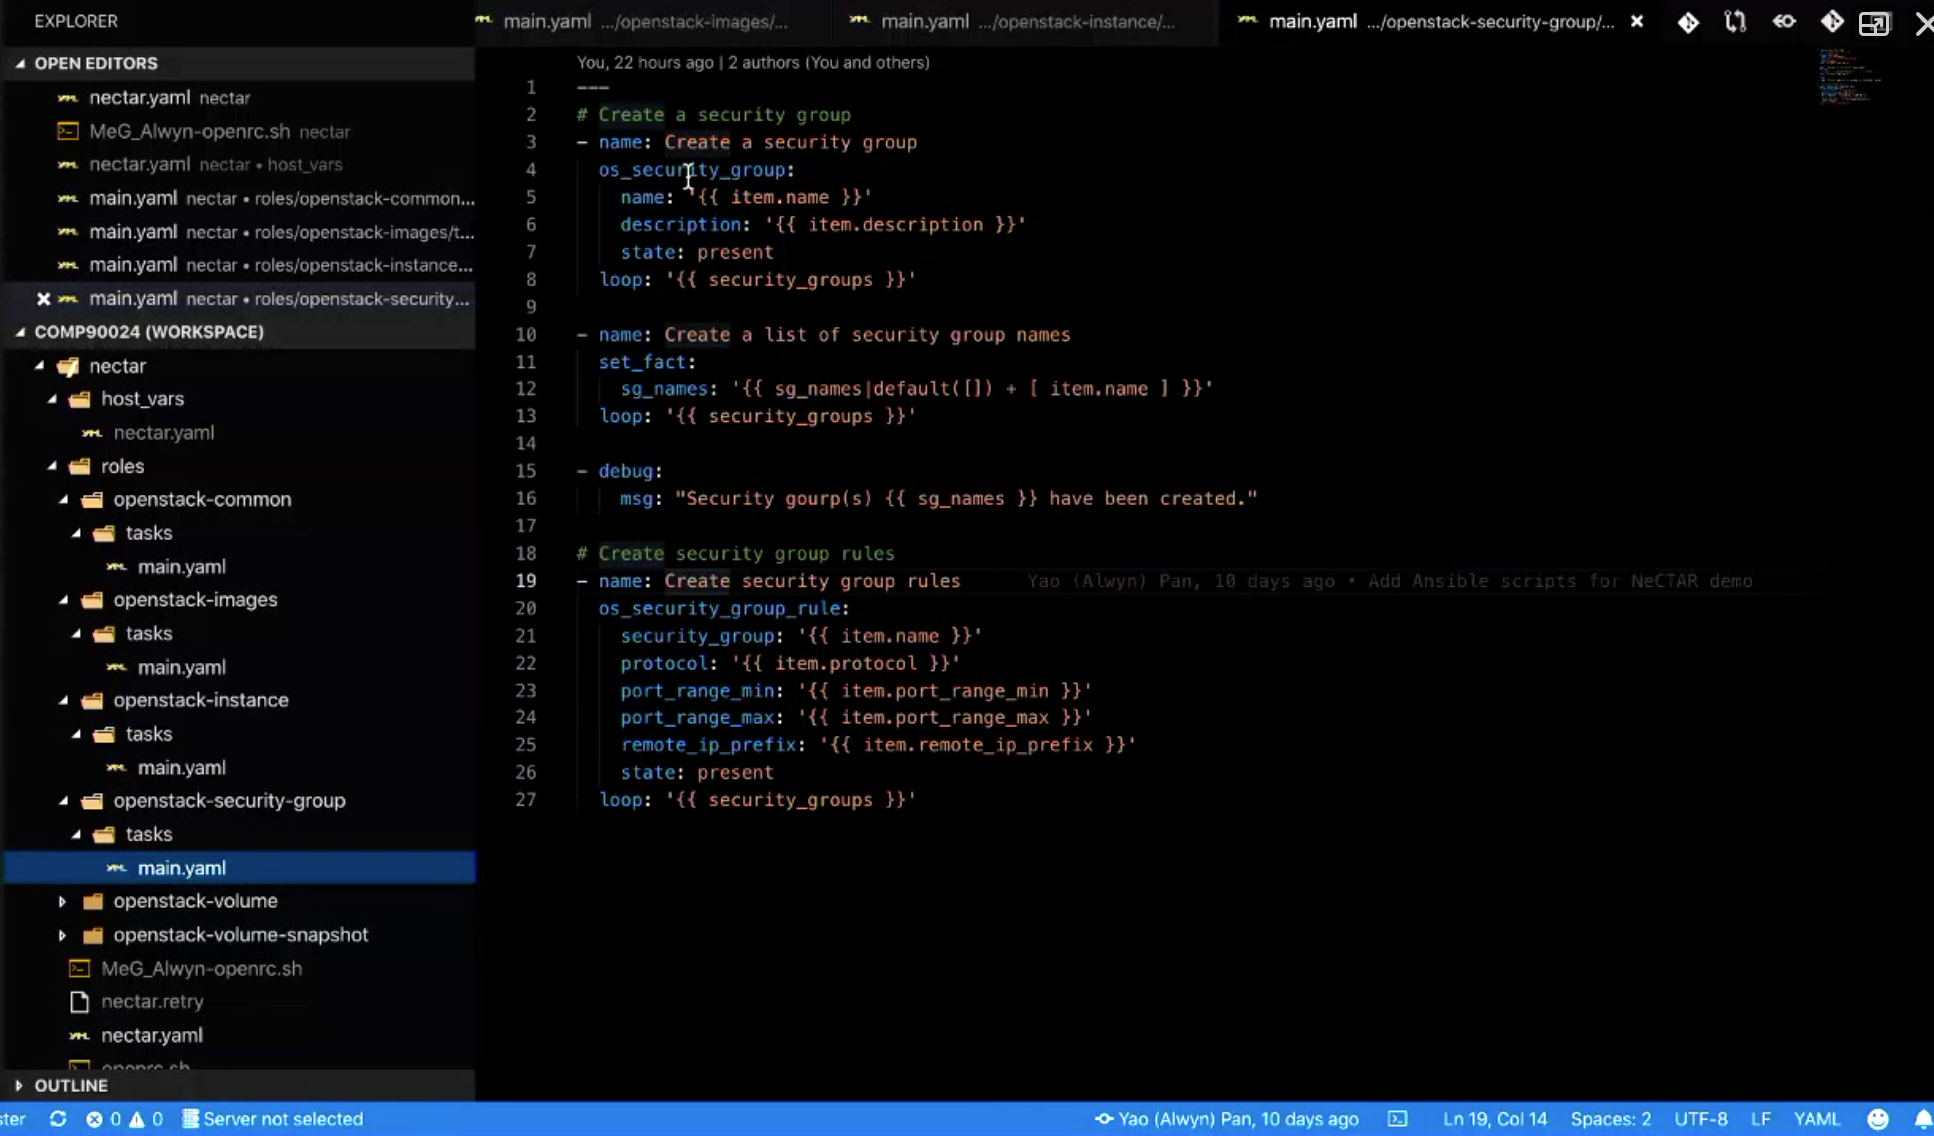 EXPLORER
OPEN EDITORS
nectar.yaml nectar
MeG_Alwyn-openrc.sh nectar
nectar.yaml nectar • host_vars
main.yaml nectar • roles/openstack-common...
main.yaml nectar • roles/openstack-images/t...
main.yaml nectar • roles/openstack-instance...
main.yaml nectar • roles/openstack-security...
COMP90024 (WORKSPACE)
nectar
host_vars
nectar.yaml
roles
openstack-common
tasks
main.yaml
openstack-images
tasks
main.yaml
openstack-instance
tasks
main.yaml
openstack-security-group
tasks
main.yaml
openstack-volume
openstack-volume-snapshot
MeG_Alwyn-openrc.sh
nectar.retry
nectar.yaml
openrc.sh
OUTLINE
main.yaml .../openstack-images/...
main.yaml .../openstack-instance/...
main.yaml .../openstack-security-group/...
You, 22 hours ago | 2 authors (You and others)
1 ---
2 # Create a security group
3 - name: Create a security group
4 os_security_group:
5 name: '{{ item.name }}'
6 description: '{{ item.description }}'
7 state: present
8 loop: '{{ security_groups }}'
9
10 - name: Create a list of security group names
11 set_fact:
12 sg_names: '{{ sg_names|default([]) + [ item.name ] }}'
13 loop: '{{ security_groups }}'
14
15 - debug:
16 msg: "Security gourp(s) {{ sg_names }} have been created."
17
18 # Create security group rules
19 - name: Create security group rules Yao (Alwyn) Pan, 10 days ago • Add Ansible scripts for NeCTAR demo
20 os_security_group_rule:
21 security_group: '{{ item.name }}'
22 protocol: '{{ item.protocol }}'
23 port_range_min: '{{ item.port_range_min }}'
24 port_range_max: '{{ item.port_range_max }}'
25 remote_ip_prefix: '{{ item.remote_ip_prefix }}'
26 state: present
27 loop: '{{ security_groups }}'
ster 0 0 Server not selected Yao (Alwyn) Pan, 10 days ago Ln 19, Col 14 Spaces: 2 UTF-8 LF YAML